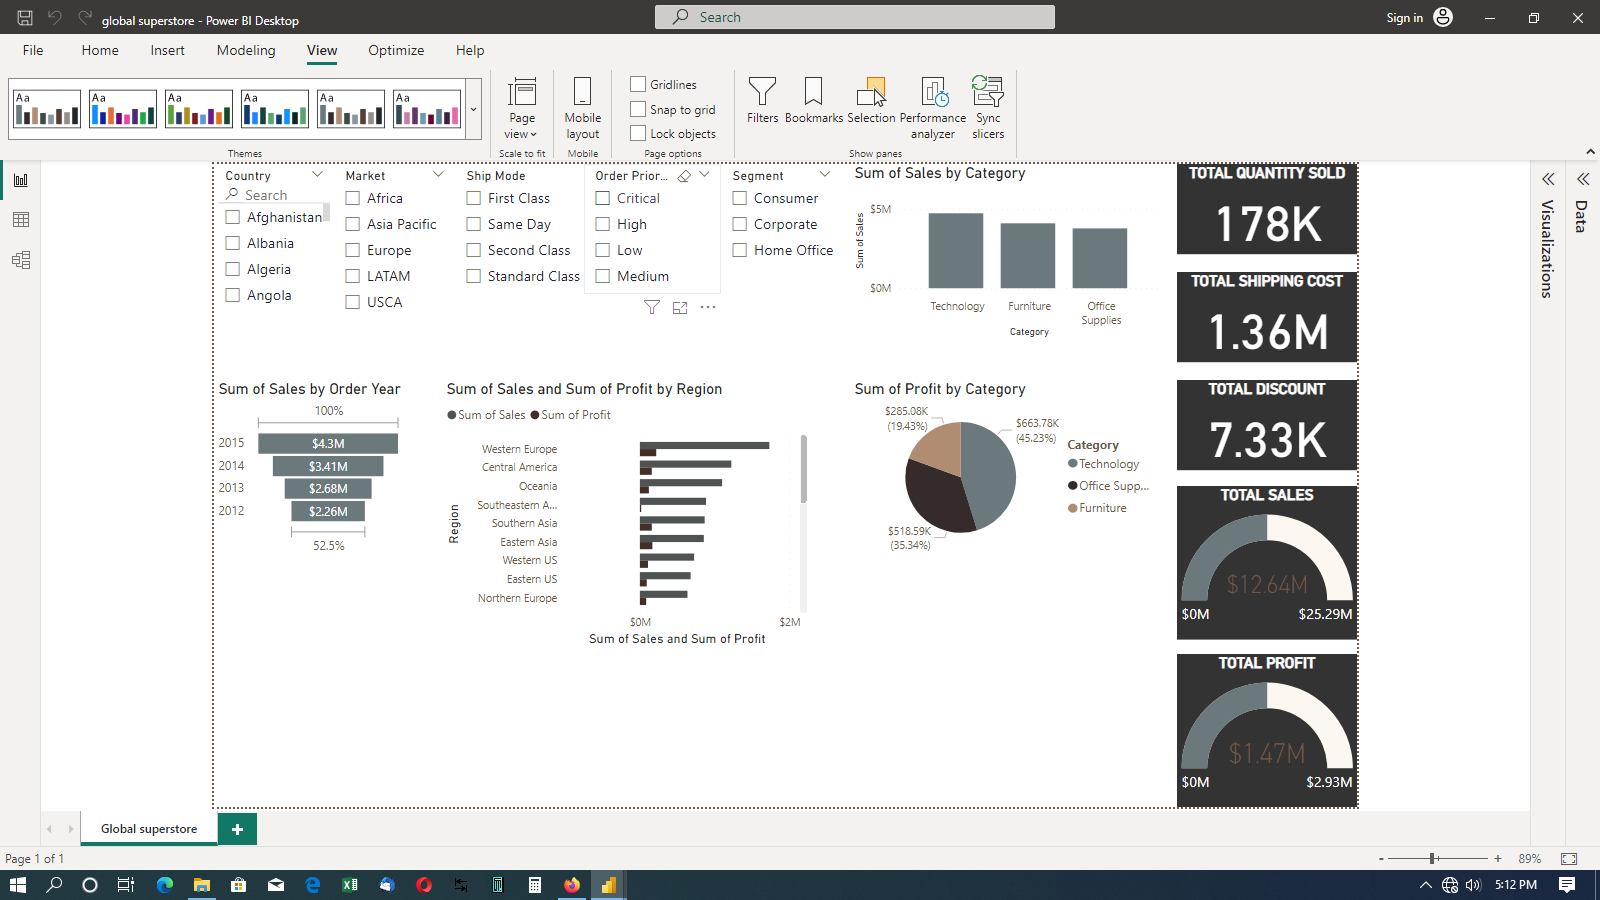 global superstore - Power BI Desktop
Search
Sign in
File
Home
Insert
Modeling
View
Optimize
Help
Aa
Aa
Aa
Aa
Aa
Aa
Themes
Page
view
Scale to fit
Mobile
layout
Mobile
Gridlines
Snap to grid
Lock objects
Page options
Filters
Bookmarks
Selection
Performance
analyzer
Sync
slicers
Show panes
Country
Search
Afghanistan
Albania
Algeria
Angola
Market
Africa
Asia Pacific
Europe
LATAM
USCA
Ship Mode
First Class
Same Day
Second Class
Standard Class
Order Prior...
Critical
High
Low
Medium
Segment
Consumer
Corporate
Home Office
Sum of Sales by Category
Sum of Sales
$5M
$0M
Technology
Furniture
Office
Supplies
Category
TOTAL QUANTITY SOLD
178K
TOTAL SHIPPING COST
1.36M
TOTAL DISCOUNT
7.33K
TOTAL SALES
$12.64M
$0M
$25.29M
TOTAL PROFIT
$1.47M
$0M
$2.93M
Visualizations
Data
Sum of Sales by Order Year
100%
2015 $4.3M
2014 $3.41M
2013 $2.68M
2012 $2.26M
52.5%
Sum of Sales and Sum of Profit by Region
Sum of Sales Sum of Profit
Region
Western Europe
Central America
Oceania
Southeastern A...
Southern Asia
Eastern Asia
Western US
Eastern US
Northern Europe
$0M
$2M
Sum of Sales and Sum of Profit
Sum of Profit by Category
$285.08K
(19.43%)
$663.78K
(45.23%)
$518.59K
(35.34%)
Category
Technology
Office Supp...
Furniture
Global superstore
Page 1 of 1
89%
5:12 PM